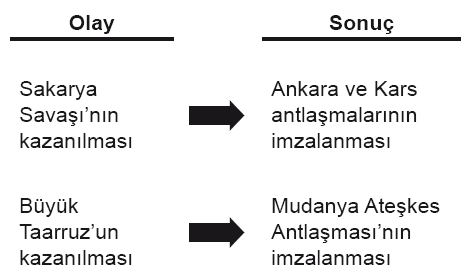 Olay
Sonuç
Sakarya
Savaşı’nın
kazanılması
Ankara ve Kars
antlaşmalarının
imzalanması
Büyük
Taarruz’un
kazanılması
Mudanya Ateşkes
Antlaşması’nın
imzalanması